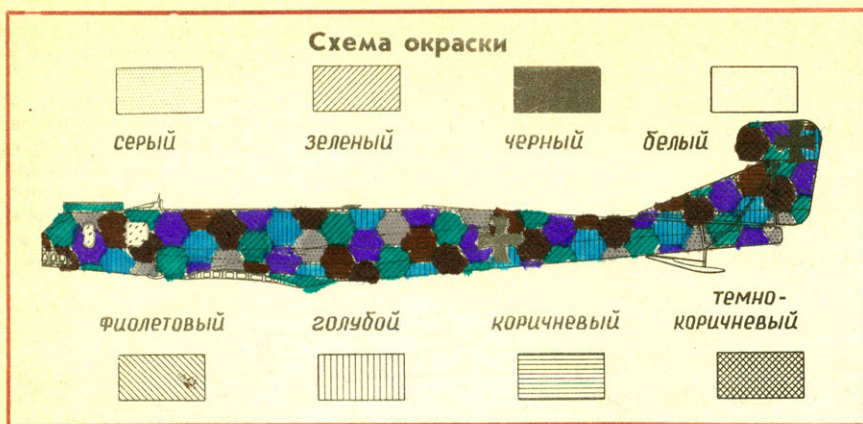 Схема окраски
серый зеленый черный белый
фиолетовый голубой коричневый темно-
коричневый